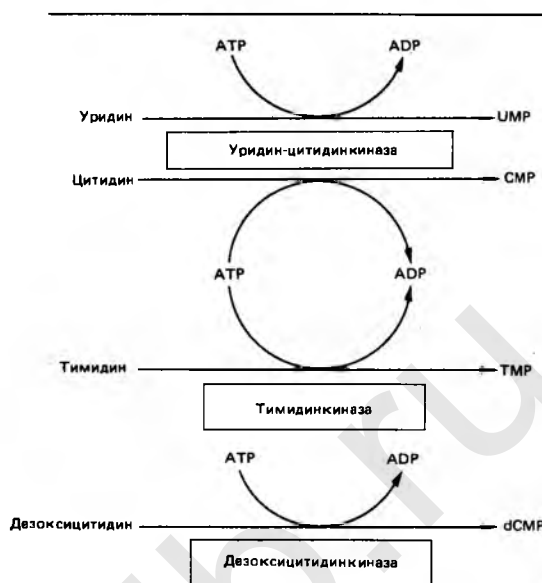 ATP ADP
Уридин UMP
Уридин-цитидинкиназа
Цитидин CMP
ATP ADP
Тимидин TMP
Тимидинкиназа
ATP ADP
Дезоксицитидин dCMP
Дезоксицитидинкиназа